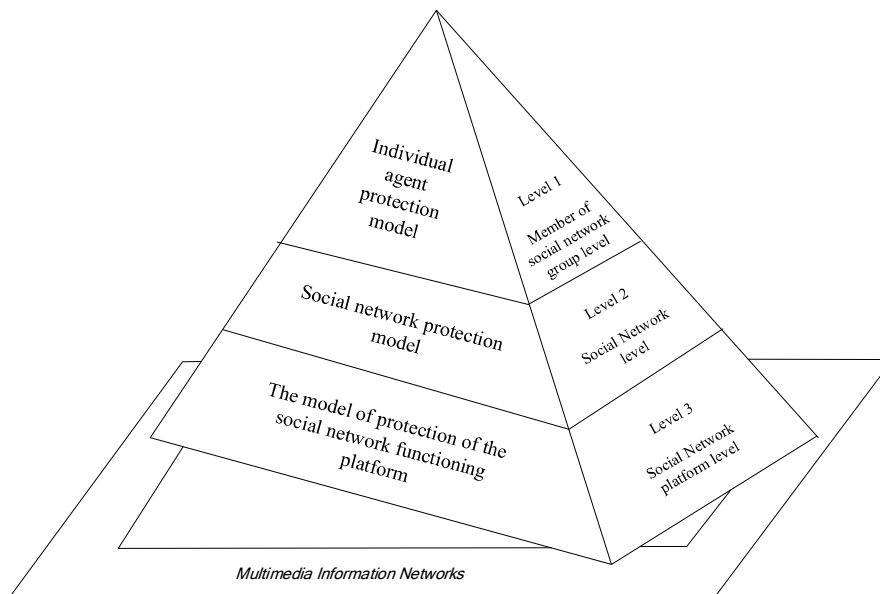 Individual
agent
protection
model
Level 1
Member of
social network
group level
Social network protection
model
Level 2
Social Network
level
The model of protection of the
social network functioning
platform
Level 3
Social Network
platform level
Multimedia Information Networks